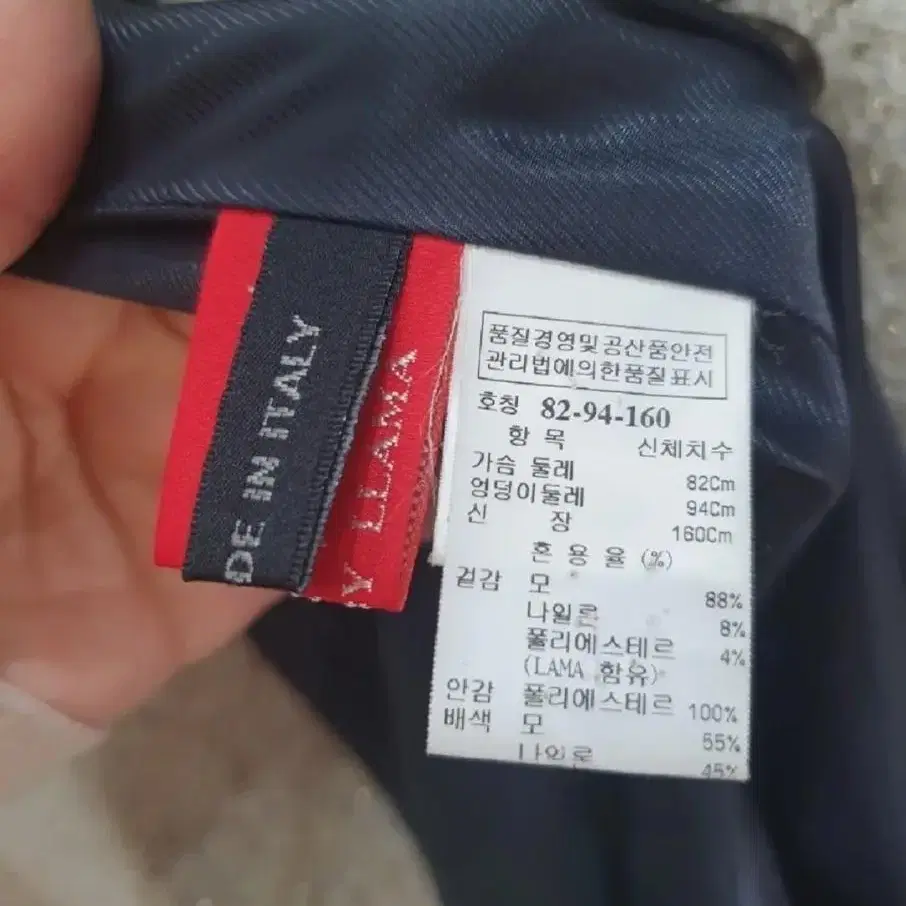 DE IN ITALY
Y LLAMA
품질경영및공산품안전
관리법에의한품질표시
호칭 82-94-160
항 목 신체치수
가슴 둘레 82Cm
엉덩이둘레 94Cm
신 장 160Cm
혼 용 율 (%)
겉감 모 88%
나일론 8%
폴리에스테르 4%
(LAMA 함유)
안감 폴리에스테르 100%
배색 모 55%
나일론 45%